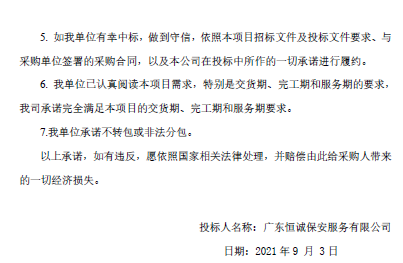 5. 如我单位有幸中标，做到守信，依照本项目招标文件及投标文件要求、与
采购单位签署的采购合同，以及本公司在投标中所作的一切承诺进行履约。
6. 我单位已认真阅读本项目需求，特别是交货期、完工期和服务期的要求，
我司承诺完全满足本项目的交货期、完工期和服务期要求。
7.我单位承诺不转包或非法分包。
以上承诺，如有违反，愿依照国家相关法律处理，并赔偿由此给采购人带来
的一切经济损失。
投标人名称：广东恒诚保安服务有限公司
日期：2021 年 9 月 3 日